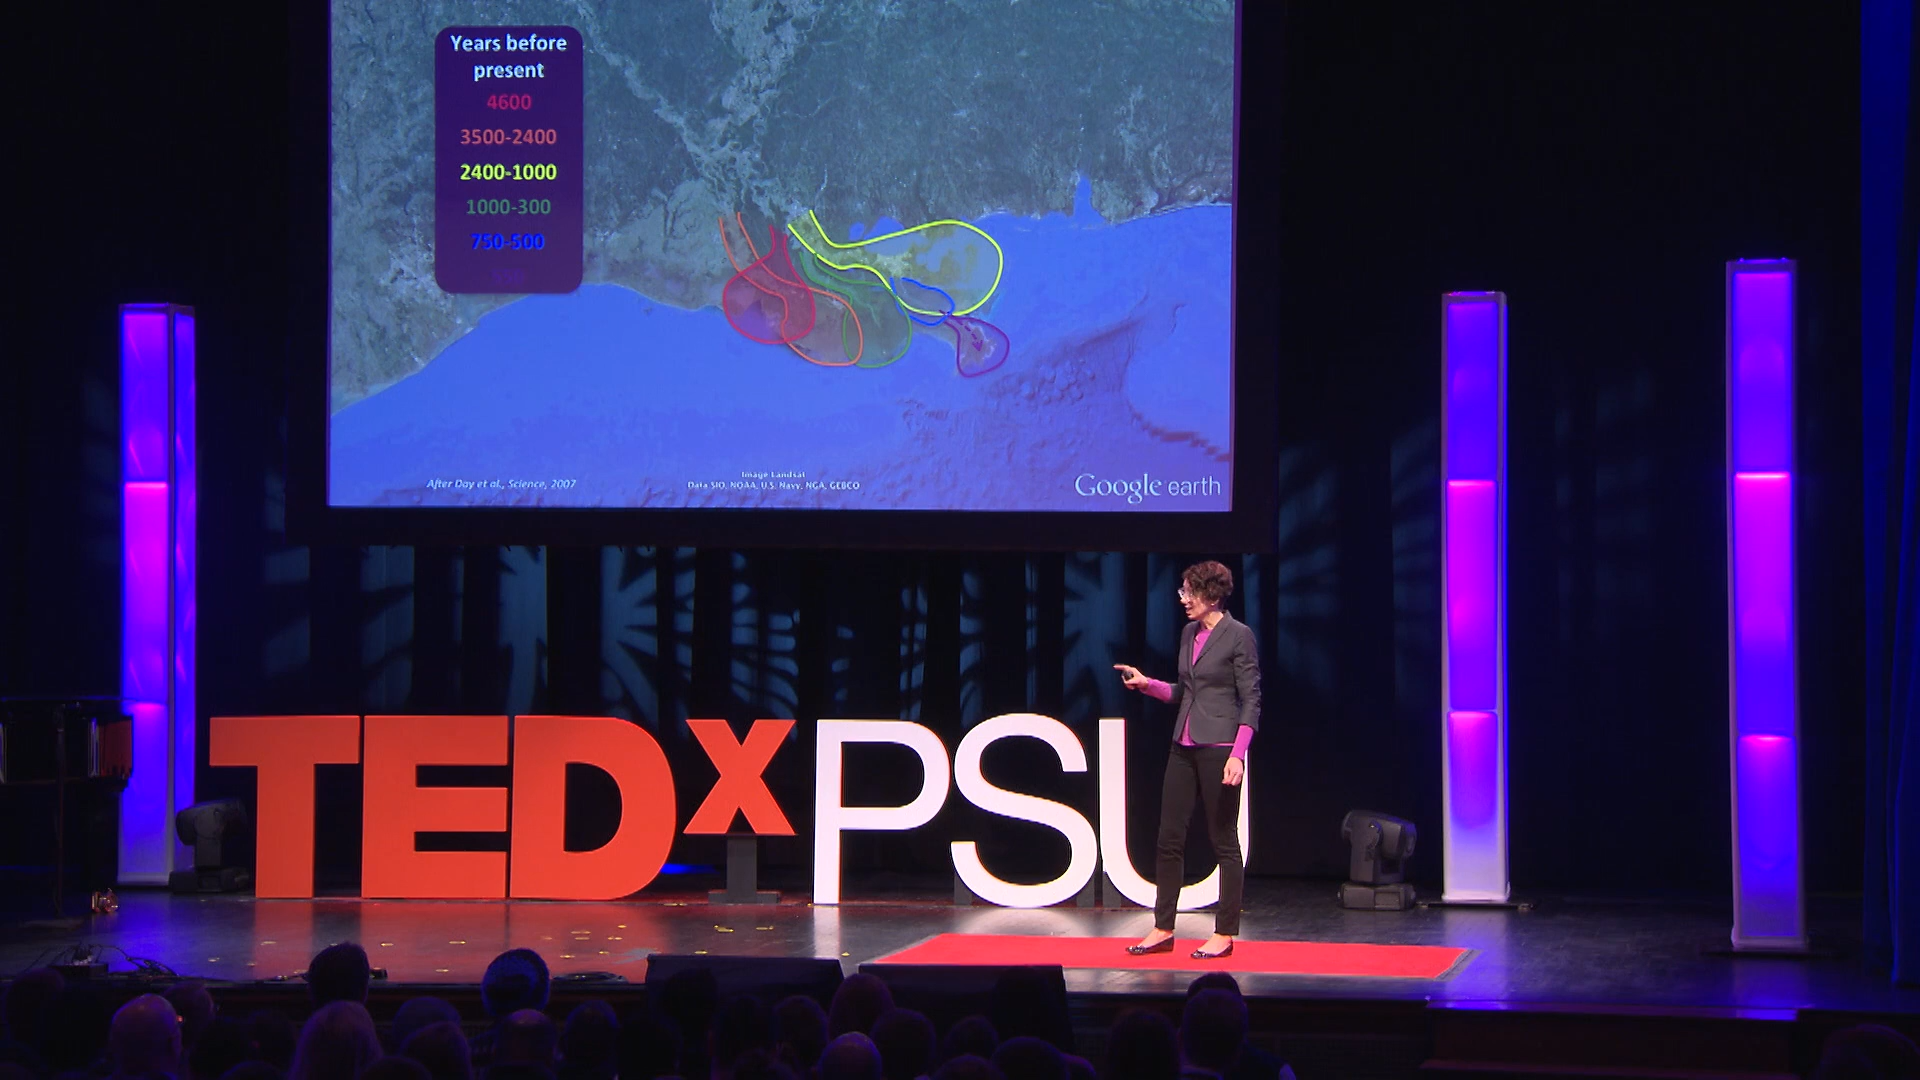 Years before
present
4600
3500-2400
2400-1000
1000-300
750-500
After Day et al., Science, 2007
Image Landsat
Data SIO, NOAA, U.S. Navy, NGA, GEBCO
Google earth
TEDxPSU